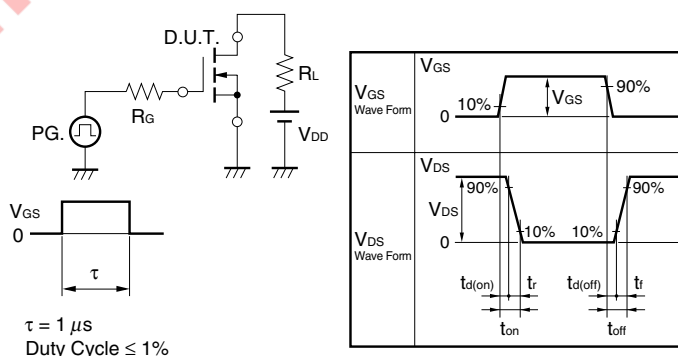 D.U.T.
RL
RG
PG.
VDD
VGS
0
τ
τ = 1 μs
Duty Cycle ≤ 1%
VGS
Wave Form
VGS
10%
VGS
90%
0
VDS
Wave Form
VDS
90%
90%
VDS
10%
10%
0
td(on)
tr
td(off)
tf
ton
toff